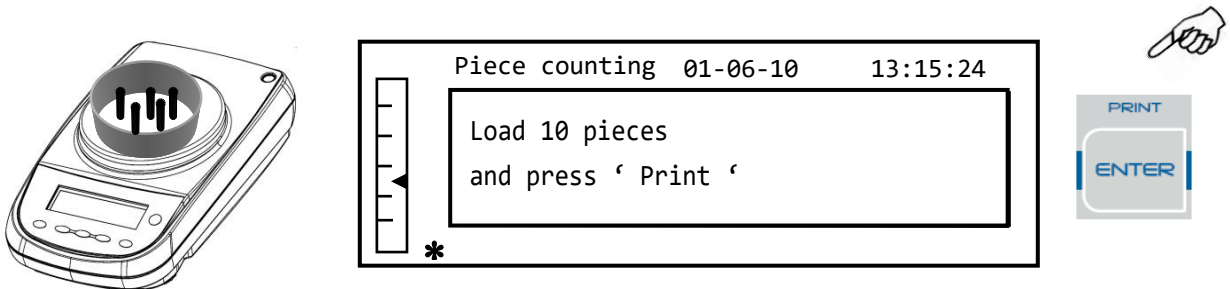 Piece counting 01-06-10 13:15:24
Load 10 pieces
and press ‘ Print ‘
*
PRINT
ENTER